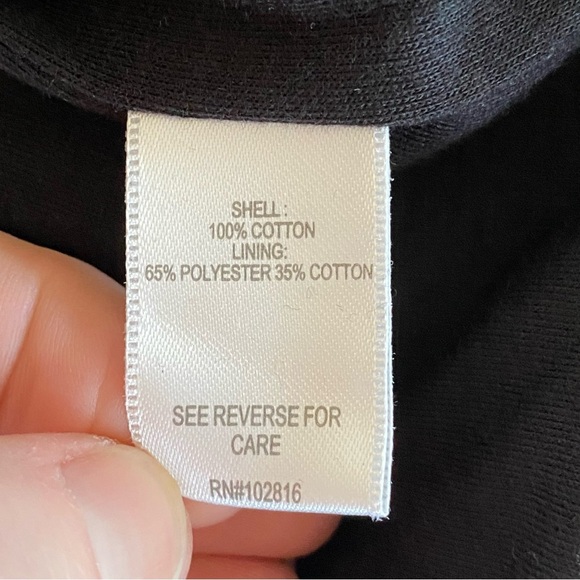 SHELL:
100% COTTON
LINING:
65% POLYESTER 35% COTTON
SEE REVERSE FOR
CARE
RN#102816